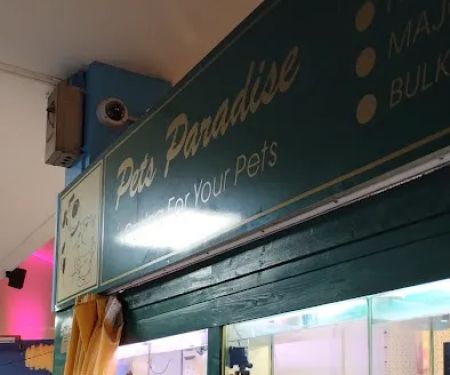 Pets Paradise
For Your Pets
MAJ
BULK